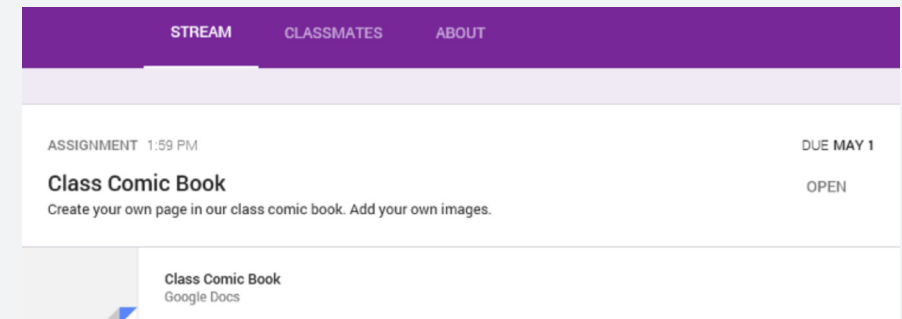 STREAM CLASSMATES ABOUT
ASSIGNMENT 1:59 PM DUE MAY 1
Class Comic Book OPEN
Create your own page in our class comic book. Add your own images.
Class Comic Book
Google Docs